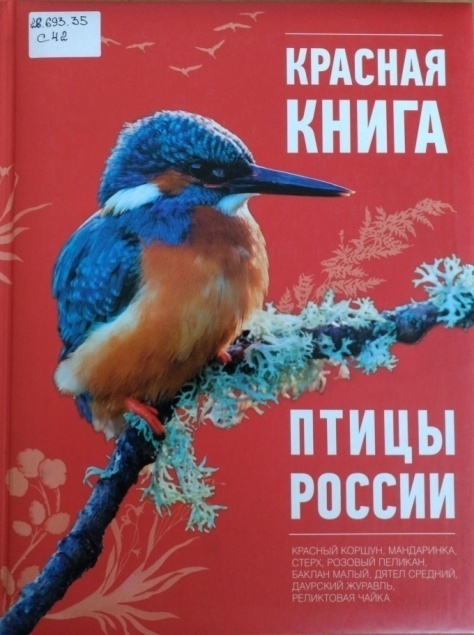 28.693.35
С 42
КРАСНАЯ
КНИГА
ПТИЦЫ
РОССИИ
КРАСНЫЙ КОРШУН, МАНДАРИНКА,
СТЕРХ, РОЗОВЫЙ ПЕЛИКАН,
БАКЛАН МАЛЫЙ, ДЯТЕЛ СРЕДНИЙ,
ДАУРСКИЙ ЖУРАВЛЬ,
РЕЛИКТОВАЯ ЧАЙКА